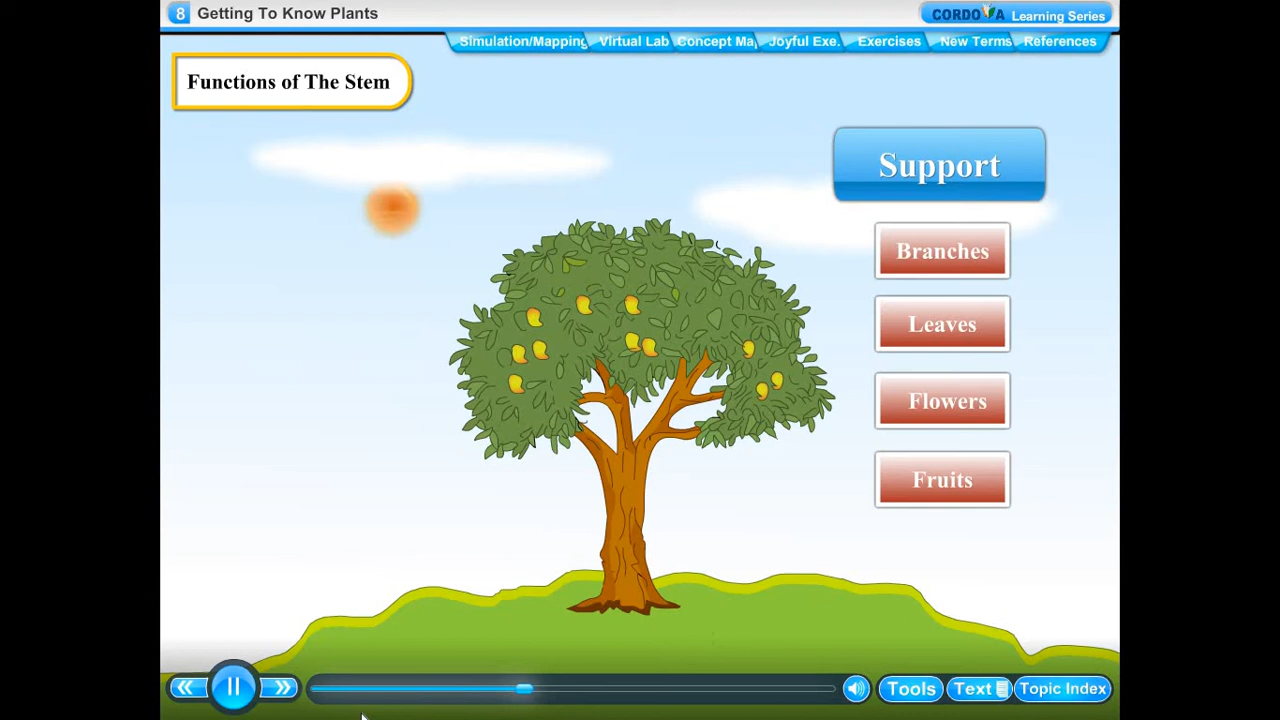 8 Getting To Know Plants
CORDOVA Learning Series
Simulation/Mapping Virtual Lab Concept Ma Joyful Exe. Exercises New Terms References
Functions of The Stem
Support
Branches
Leaves
Flowers
Fruits
Tools Text Topic Index